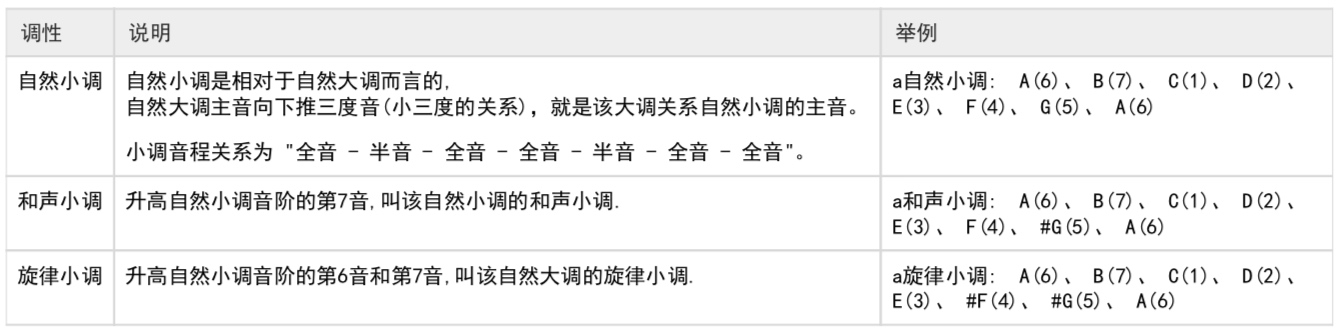 调性 说明 举例
自然小调 自然小调是相对于自然大调而言的,
自然大调主音向下推三度音(小三度的关系), 就是该大调关系自然小调的主音。
小调音程关系为 "全音 - 半音 - 全音 - 全音 - 半音 - 全音 - 全音"。
a自然小调: A(6)、 B(7)、 C(1)、 D(2)、
E(3)、 F(4)、 G(5)、 A(6)
和声小调 升高自然小调音阶的第7音,叫该自然小调的和声小调.
a和声小调: A(6)、 B(7)、 C(1)、 D(2)、
E(3)、 F(4)、 #G(5)、 A(6)
旋律小调 升高自然小调音阶的第6音和第7音,叫该自然大调的旋律小调.
a旋律小调: A(6)、 B(7)、 C(1)、 D(2)、
E(3)、 #F(4)、 #G(5)、 A(6)